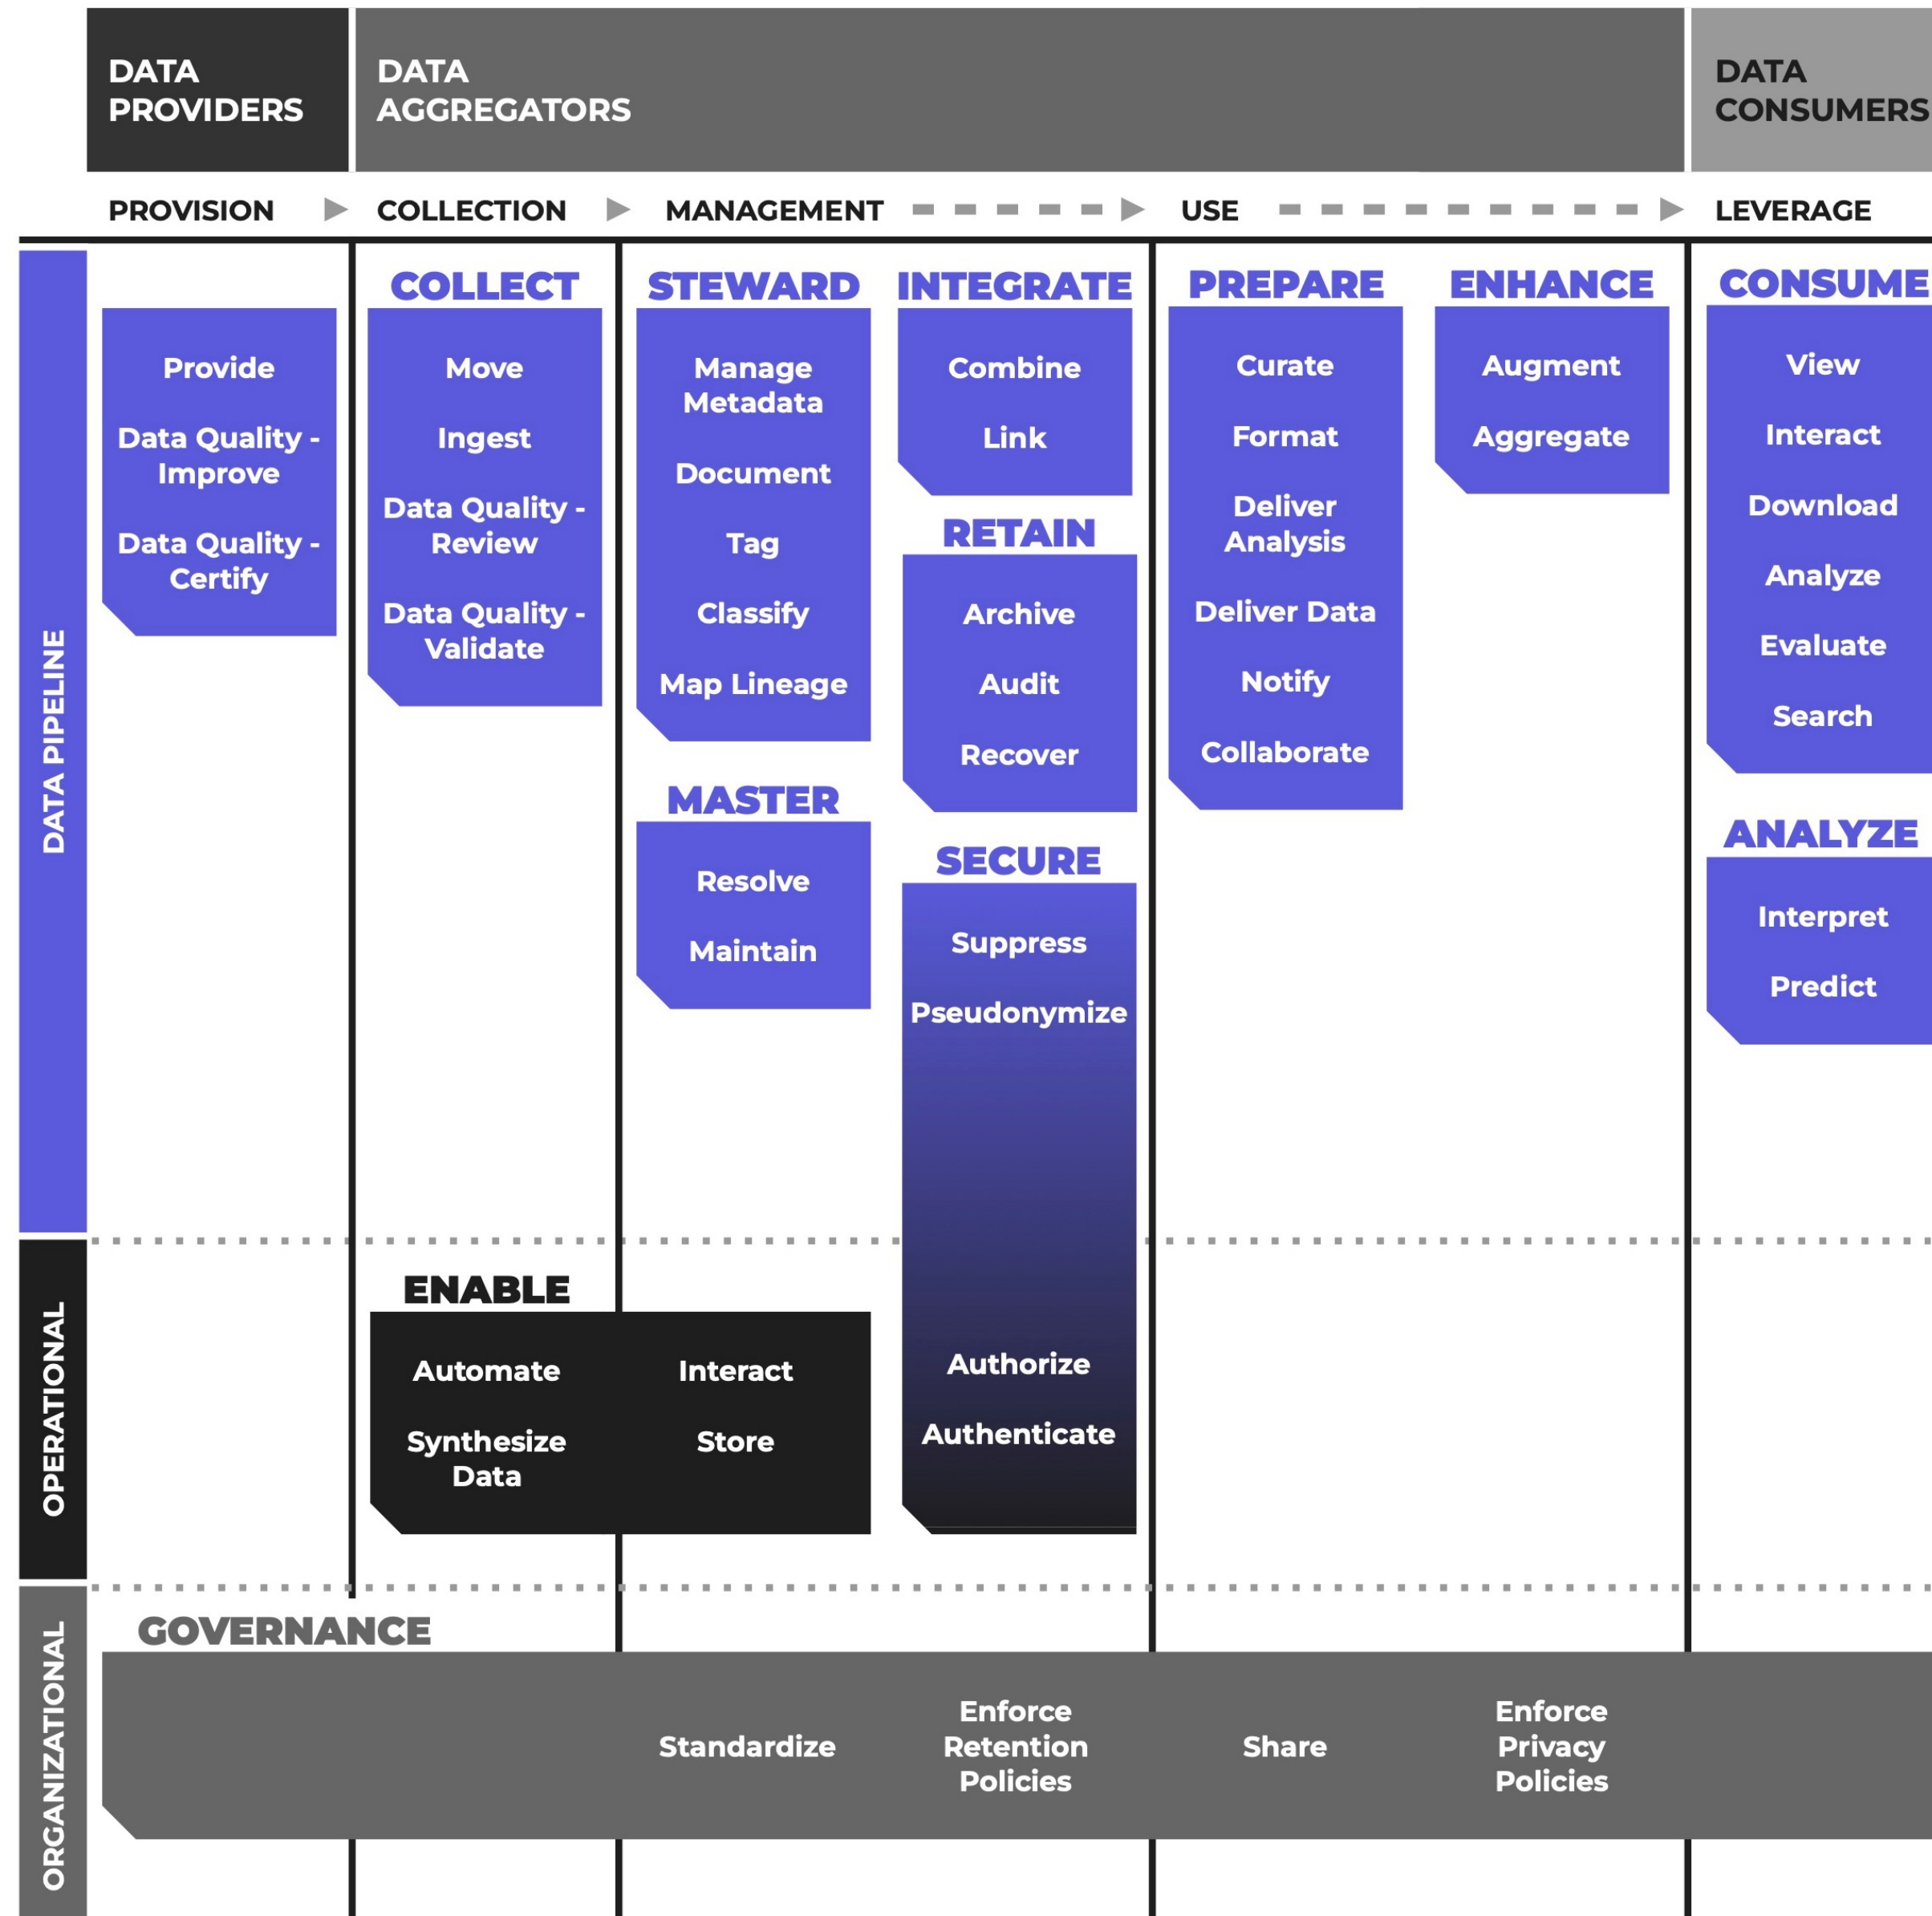 DATA
PROVIDERS
DATA
AGGREGATORS
DATA
CONSUMERS
PROVISION
COLLECTION
MANAGEMENT
USE
LEVERAGE
DATA PIPELINE
Provide
Data Quality -
Improve
Data Quality -
Certify
COLLECT
Move
Ingest
Data Quality -
Review
Data Quality -
Validate
STEWARD
Manage
Metadata
Document
Tag
Classify
Map Lineage
MASTER
Resolve
Maintain
INTEGRATE
Combine
Link
RETAIN
Archive
Audit
Recover
SECURE
Suppress
Pseudonymize
Authorize
Authenticate
PREPARE
Curate
Format
Deliver
Analysis
Deliver Data
Notify
Collaborate
ENHANCE
Augment
Aggregate
CONSUME
View
Interact
Download
Analyze
Evaluate
Search
ANALYZE
Interpret
Predict
OPERATIONAL
ENABLE
Automate
Synthesize
Data
Interact
Store
ORGANIZATIONAL
GOVERNANCE
Standardize
Enforce
Retention
Policies
Share
Enforce
Privacy
Policies